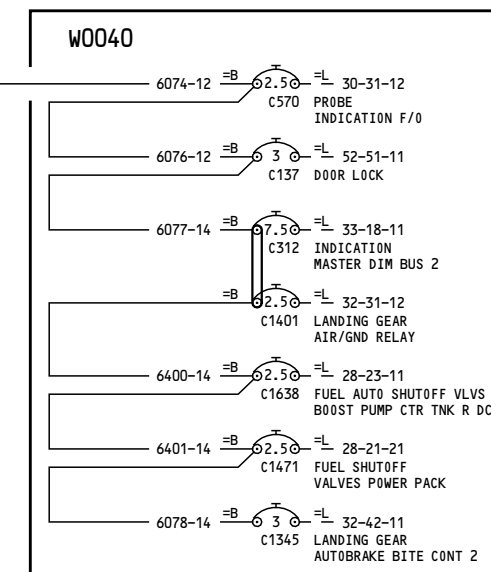 W0040
6074-12 =B 2.5 =L 30-31-12
C570 PROBE
INDICATION F/O
6076-12 =B 3 =L 52-51-11
C137 DOOR LOCK
6077-14 =B 7.5 =L 33-18-11
C312 INDICATION
MASTER DIM BUS 2
=B 2.5 =L 32-31-12
C1401 LANDING GEAR
AIR/GND RELAY
6400-14 =B 2.5 =L 28-23-11
C1638 FUEL AUTO SHUTOFF VLVS
BOOST PUMP CTR TNK R DC
6401-14 =B 2.5 =L 28-21-21
C1471 FUEL SHUTOFF
VALVES POWER PACK
6078-14 =B 3 =L 32-42-11
C1345 LANDING GEAR
AUTOBRAKE BITE CONT 2